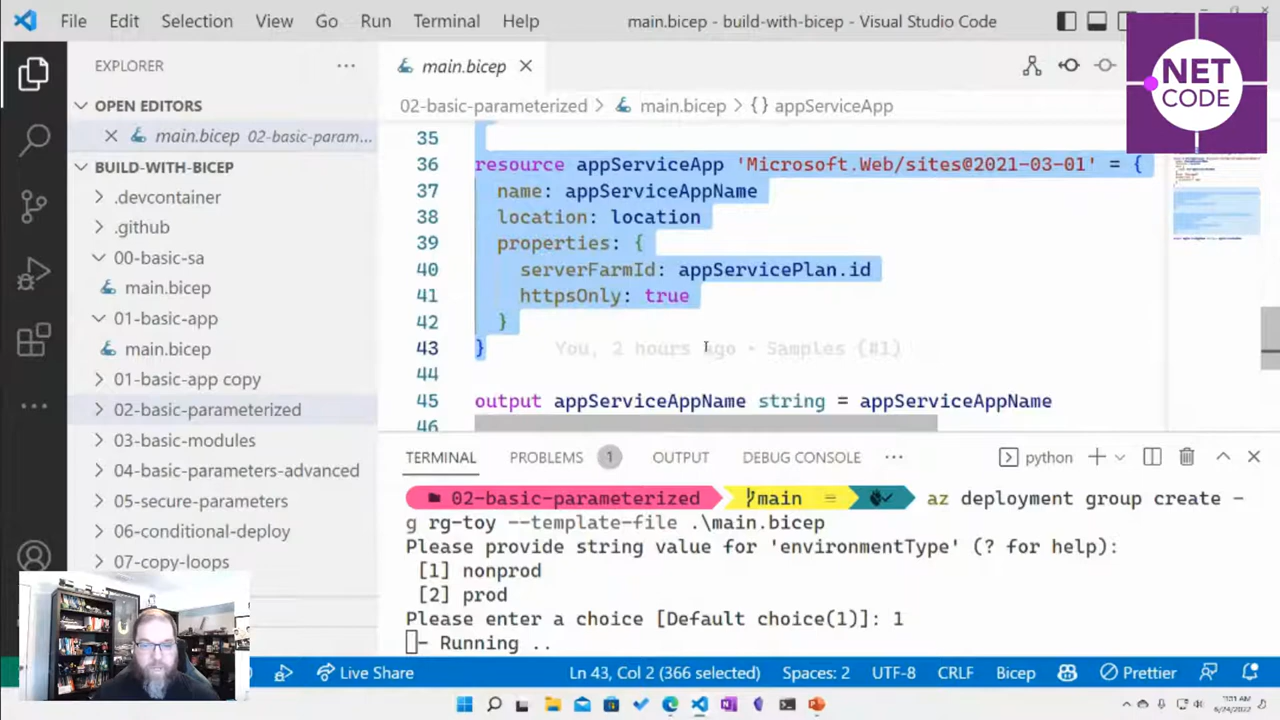 File Edit Selection View Go Run Terminal Help main.bicep - build-with-bicep - Visual Studio Code
NET
CODE
EXPLORER
OPEN EDITORS
main.bicep 02-basic-param...
BUILD-WITH-BICEP
.devcontainer
.github
00-basic-sa
main.bicep
01-basic-app
main.bicep
01-basic-app copy
02-basic-parameterized
03-basic-modules
04-basic-parameters-advanced
05-secure-parameters
06-conditional-deploy
07-copy-loops
main.bicep
02-basic-parameterized > main.bicep > {} appServiceApp
35
36 resource appServiceApp 'Microsoft.Web/sites@2021-03-01' = {
37 name: appServiceAppName
38 location: location
39 properties: {
40 serverFarmId: appServicePlan.id
41 httpsOnly: true
42 }
43 } You, 2 hours ago • Samples (#1)
44
45 output appServiceAppName string = appServiceAppName
46
TERMINAL PROBLEMS 1 OUTPUT DEBUG CONSOLE ... python
02-basic-parameterized main = az deployment group create -
g rg-toy --template-file .\main.bicep
Please provide string value for 'environmentType' (? for help):
[1] nonprod
[2] prod
Please enter a choice [Default choice(1)]: 1
- Running ..
Live Share Ln 43, Col 2 (366 selected) Spaces: 2 UTF-8 CRLF Bicep Prettier
6/24/2022